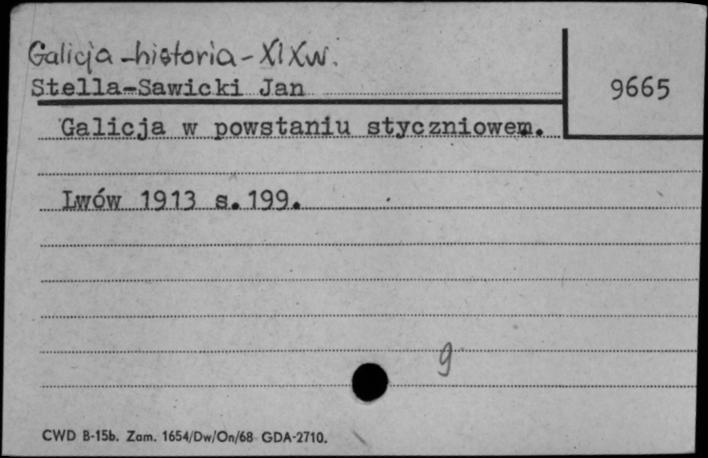 Galicja - historia - XIX w.
Stella-Sawicki Jan
9665
Galicja w powstaniu styczniowem.
Lwów 1913 s. 199.
9
CWD B-15b. Zam. 1654/Dw/On/68 GDA-2710.